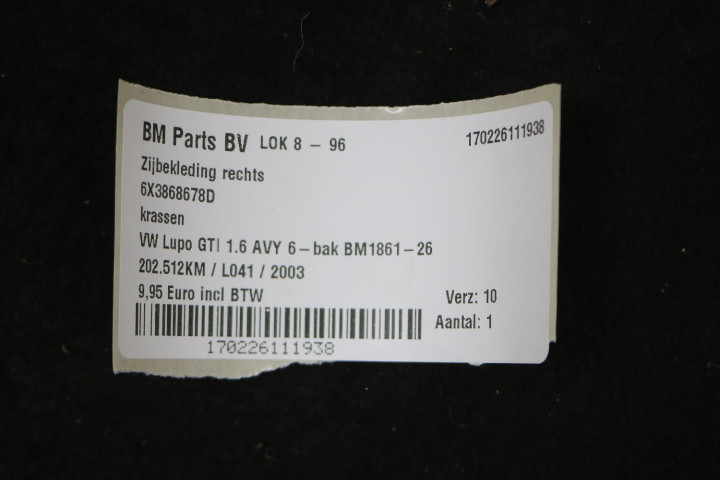 BM Parts BV LOK 8 - 96 170226111938
Zijbekleding rechts
6X3868678D
krassen
VW Lupo GTI 1.6 AVY 6-bak BM1861-26
202.512KM / L041 / 2003
9,95 Euro incl BTW Verz: 10
Aantal: 1
170226111938